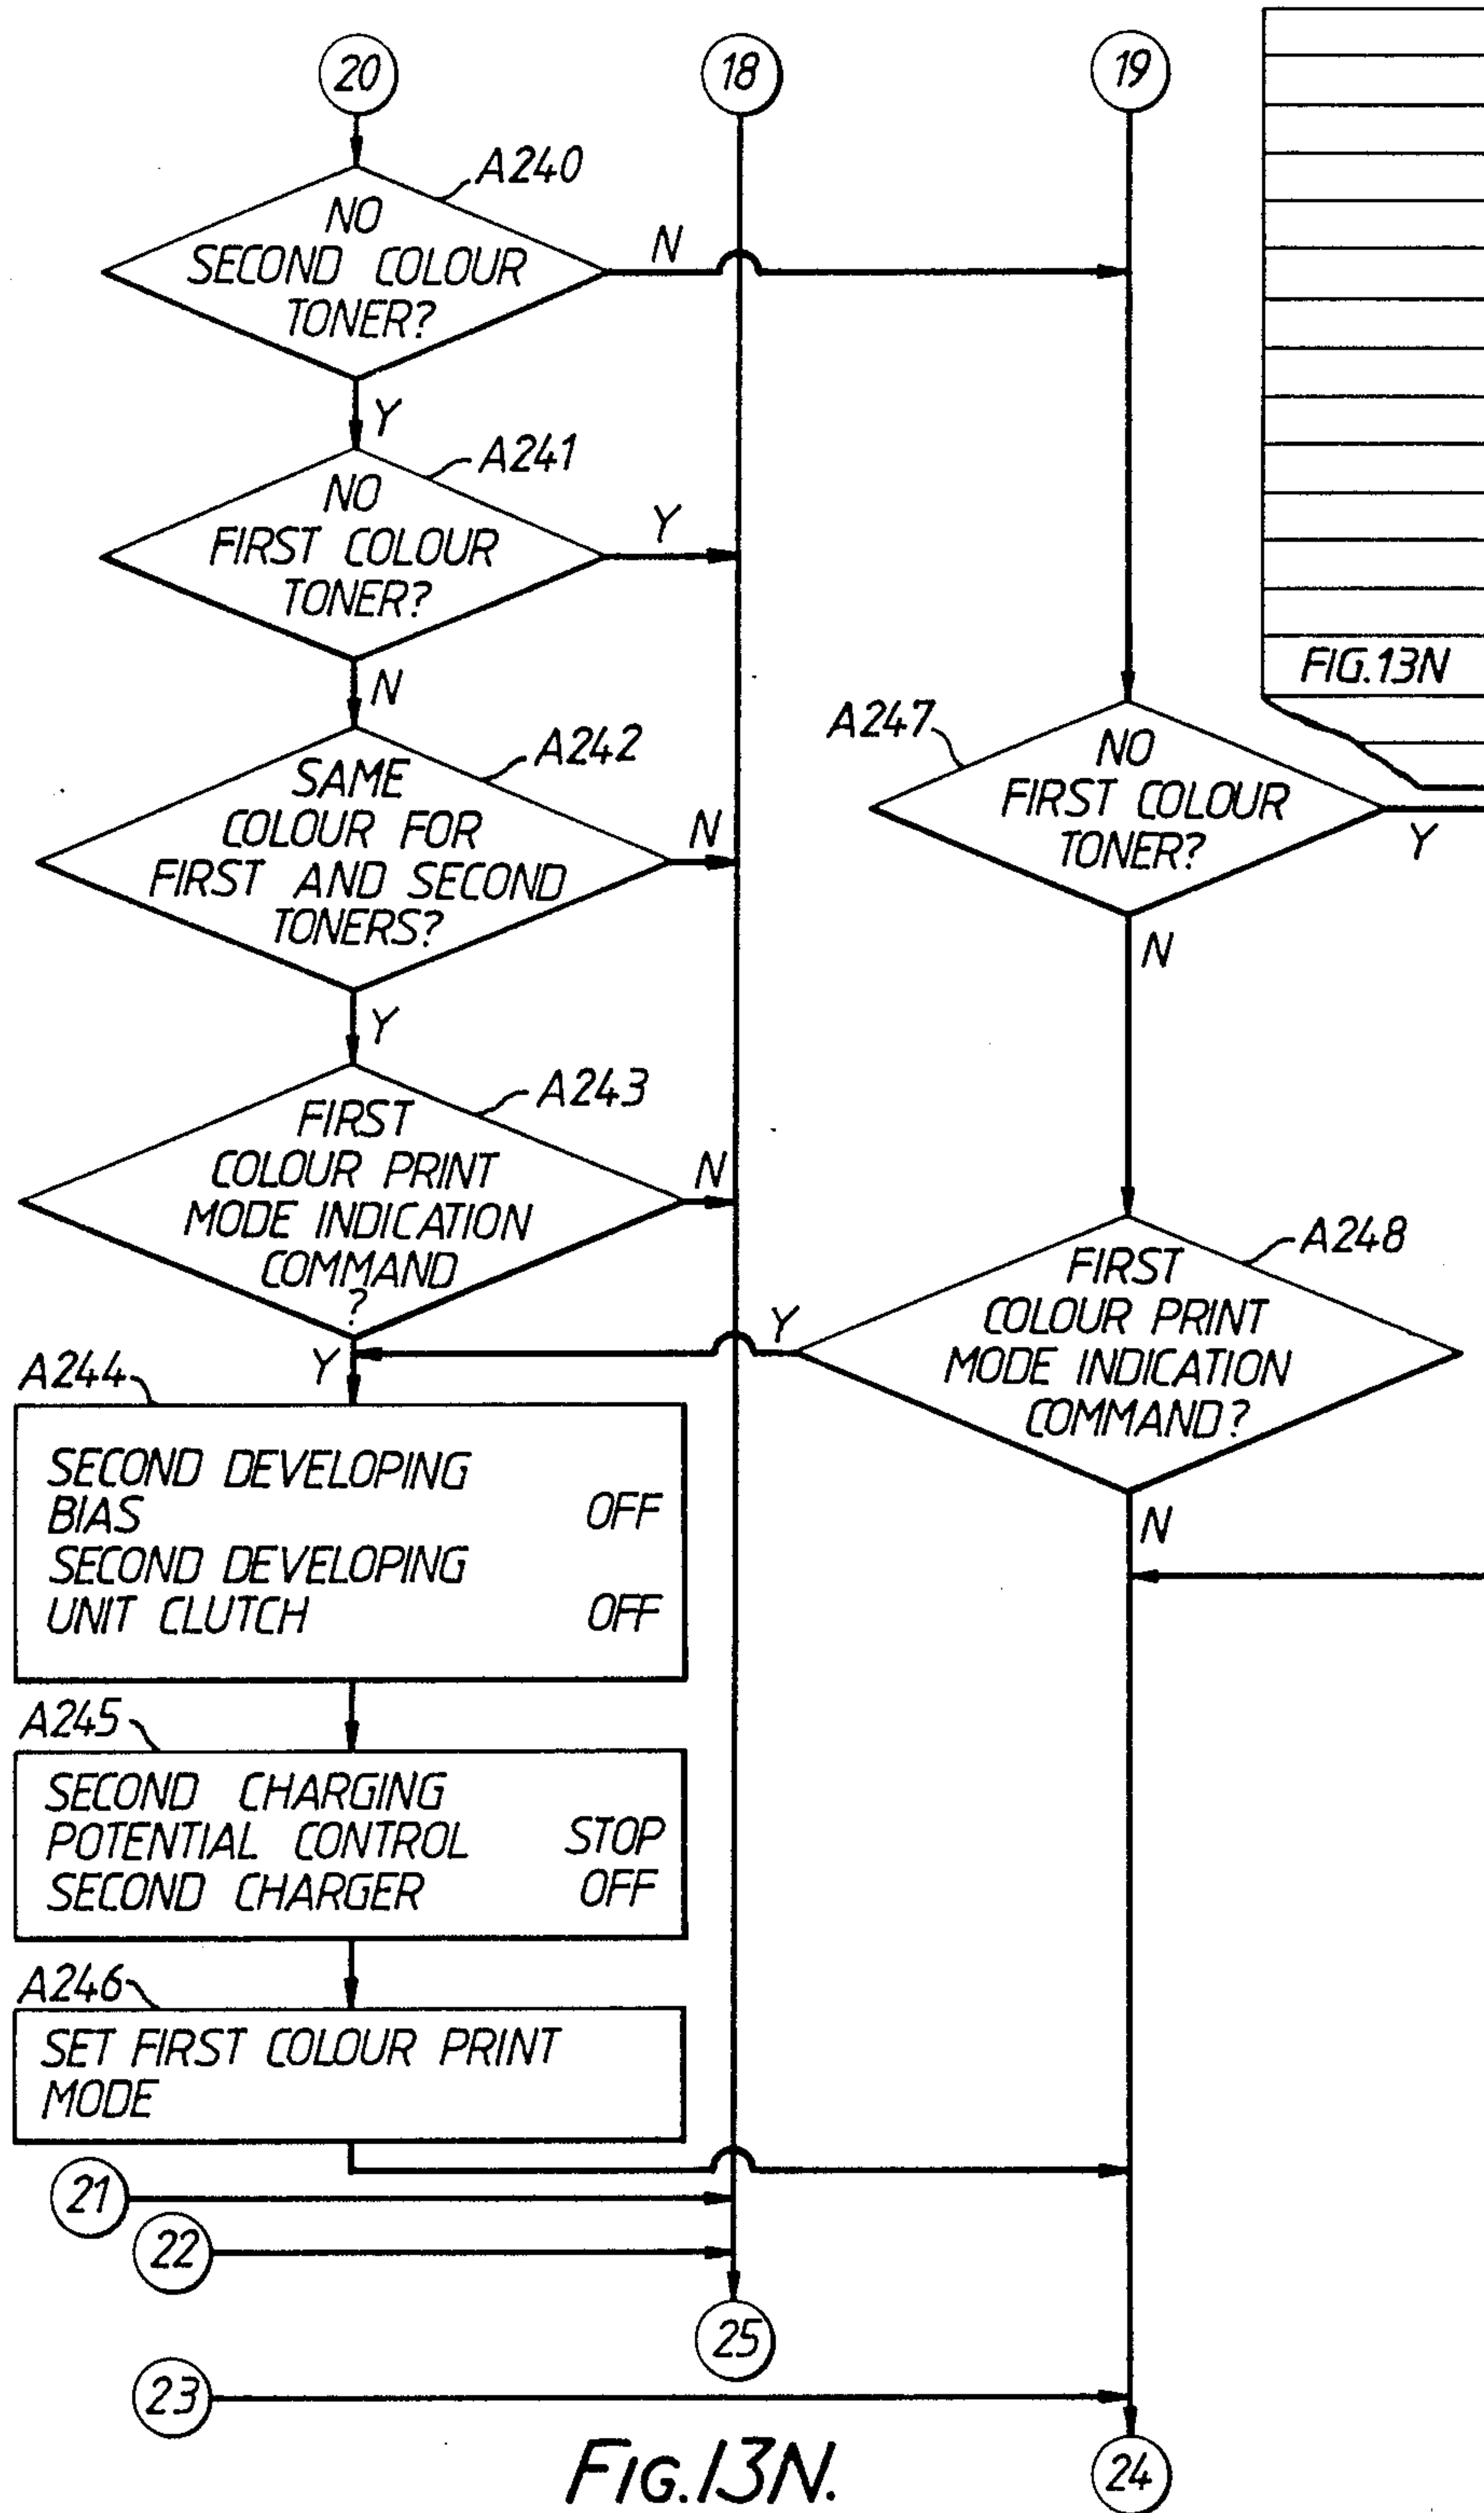 20
18
19
A240
NO
SECOND COLOUR
TONER?
N
Y
A241
NO
FIRST COLOUR
TONER?
Y
N
A242
SAME
COLOUR FOR
FIRST AND SECOND
TONERS?
N
Y
A243
FIRST
COLOUR PRINT
MODE INDICATION
COMMAND
?
N
Y
FIG.13N
A247
NO
FIRST COLOUR
TONER?
Y
N
A248
FIRST
COLOUR PRINT
MODE INDICATION
COMMAND?
Y
N
A244
SECOND DEVELOPING
BIAS OFF
SECOND DEVELOPING
UNIT CLUTCH OFF
A245
SECOND CHARGING
POTENTIAL CONTROL STOP
SECOND CHARGER OFF
A246
SET FIRST COLOUR PRINT
MODE
21
22
25
23
24
FIG.13N.